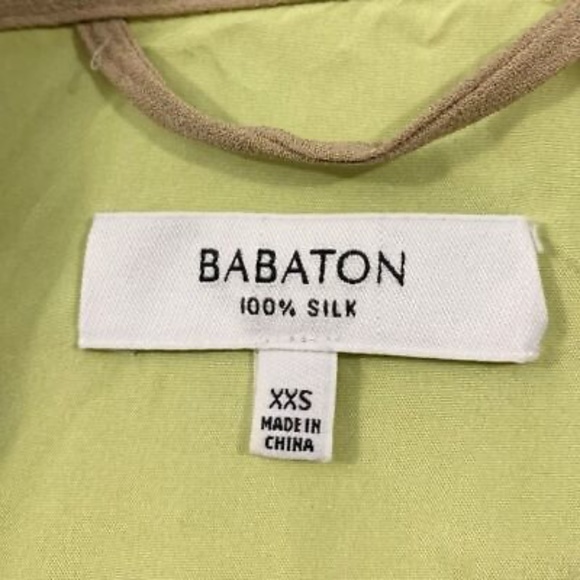 BABATON
100% SILK
XXS
MADE IN
CHINA